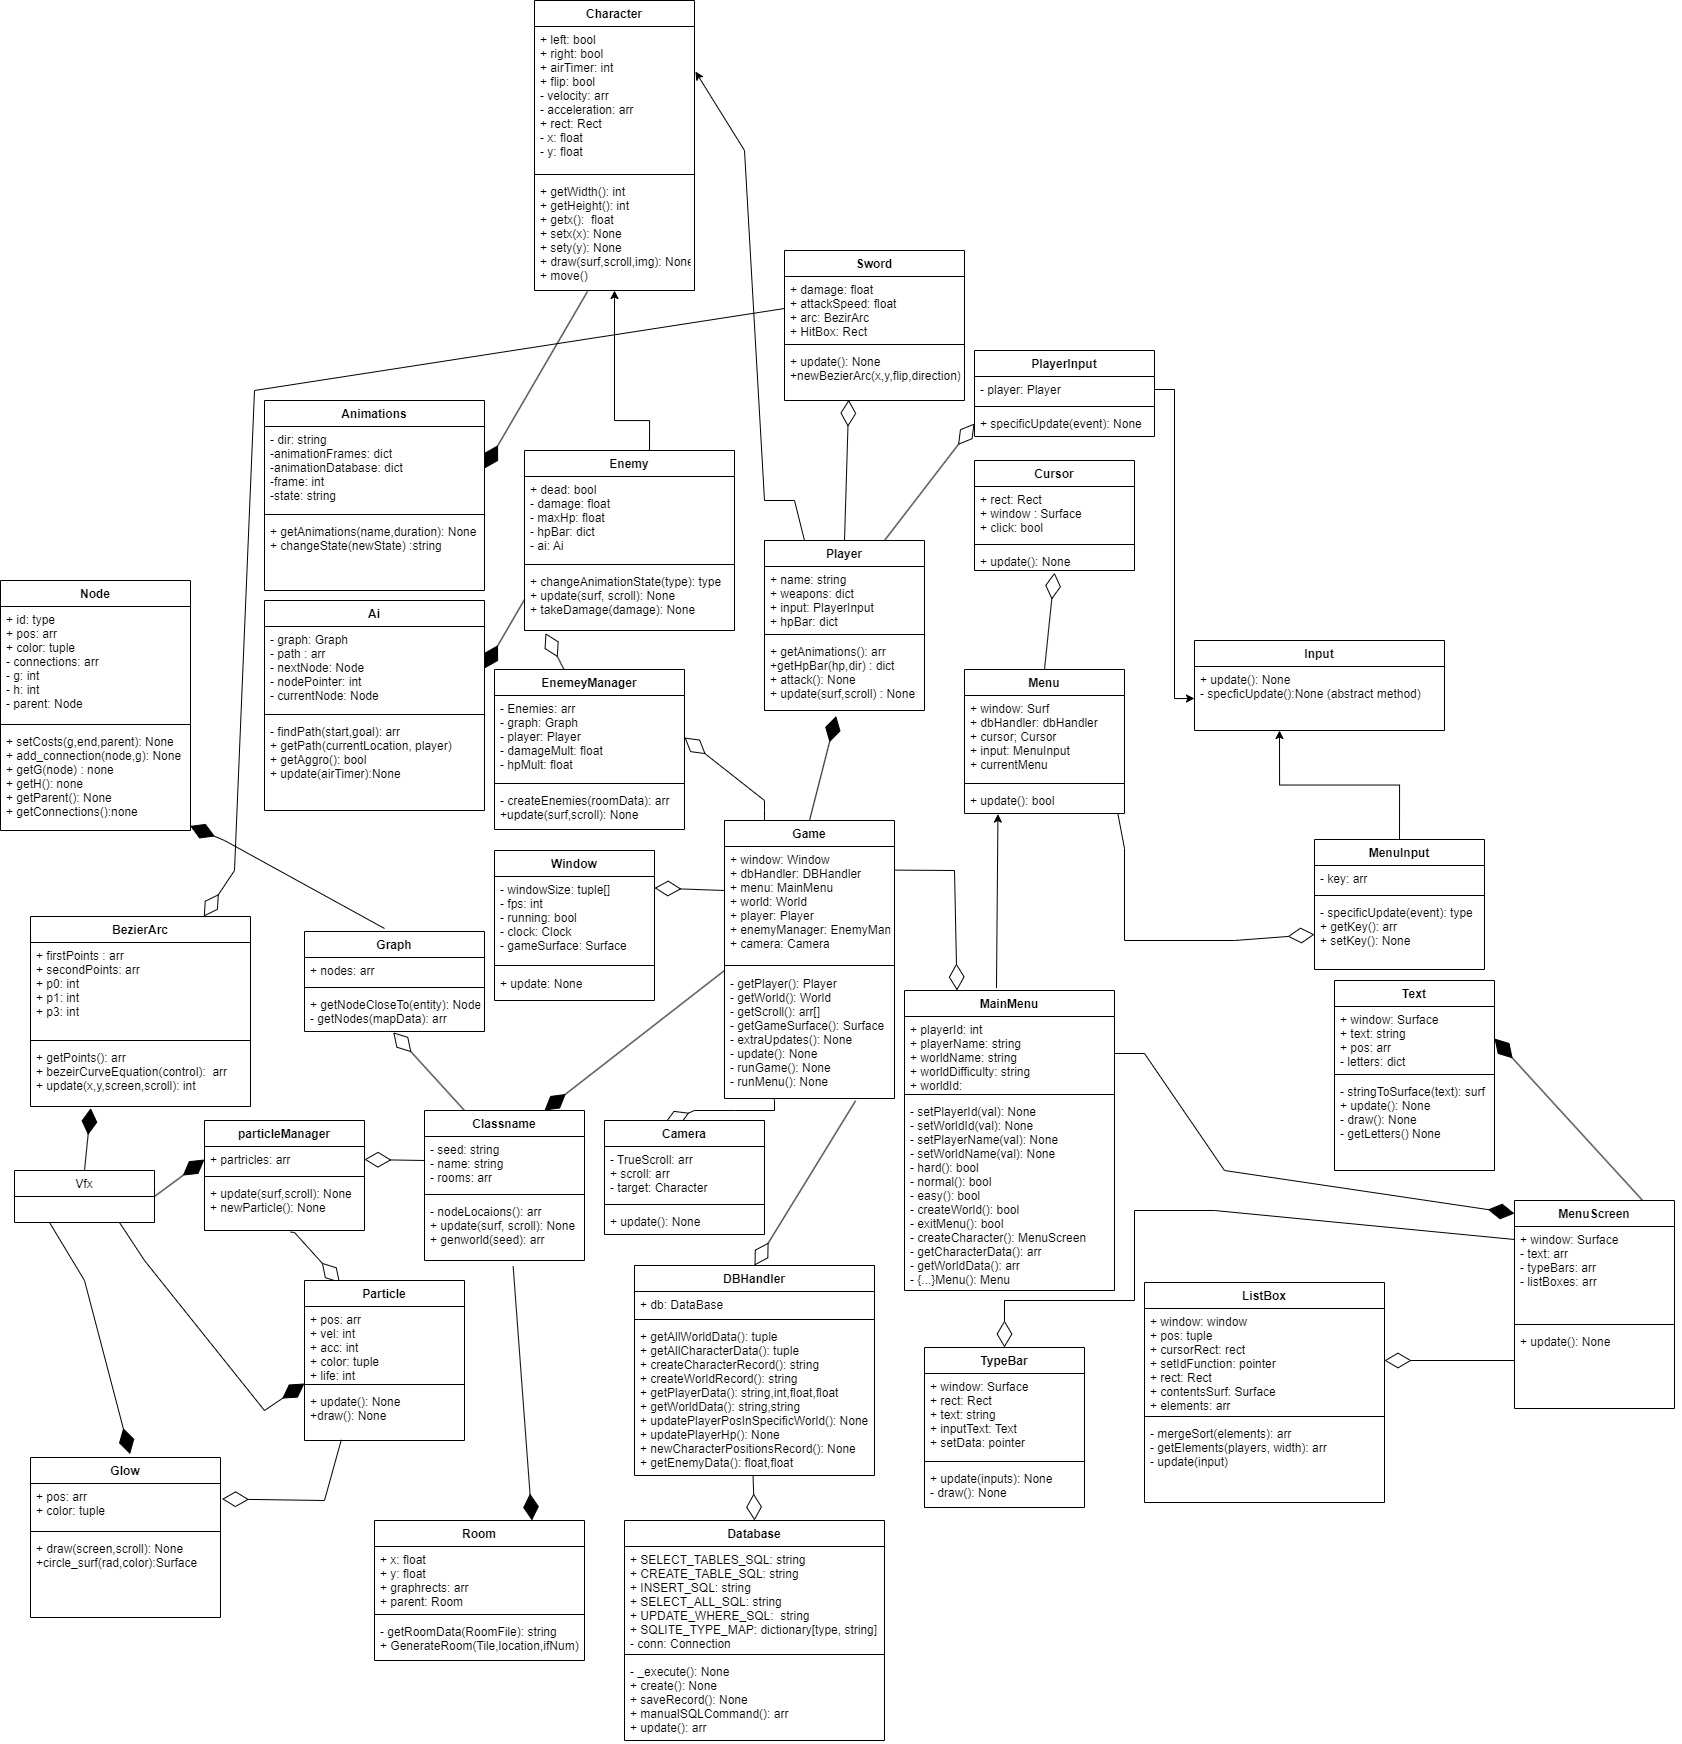 Character
+ left: bool
+ right: bool
+ airTimer: int
+ flip: bool
- velocity: arr
- acceleration: arr
+ rect: Rect
- x: float
- y: float
+ getWidth(): int
+ getHeight(): int
+ getx():  float
+ setx(x): None
+ sety(y): None
+ draw(surf,scroll,img): None
+ move()
Sword
+ damage: float
+ attackSpeed: float
+ arc: BezirArc
+ HitBox: Rect
+ update(): None
+newBezierArc(x,y,flip,direction)
PlayerInput
- player: Player
+ specificUpdate(event): None
Animations
- dir: string
-animationFrames: dict
-animationDatabase: dict
-frame: int
-state: string
+ getAnimations(name,duration): None
+ changeState(newState) :string
Enemy
+ dead: bool
- damage: float
- maxHp: float
- hpBar: dict
- ai: Ai
+ changeAnimationState(type): type
+ update(surf, scroll): None
+ takeDamage(damage): None
Cursor
+ rect: Rect
+ window : Surface
+ click: bool
+ update(): None
Player
+ name: string
+ weapons: dict
+ input: PlayerInput
+ hpBar: dict
+ getAnimations(): arr
+getHpBar(hp,dir) : dict
+ attack(): None
+ update(surf,scroll) : None
Node
+ id: type
+ pos: arr
+ color: tuple
- connections: arr
- g: int
- h: int
- parent: Node
+ setCosts(g,end,parent): None
+ add_connection(node,g): None
+ getG(node) : none
+ getH(): none
+ getParent(): None
+ getConnections():none
Ai
- graph: Graph
- path : arr
- nextNode: Node
- nodePointer: int
- currentNode: Node
- findPath(start,goal): arr
+ getPath(currentLocation, player)
+ getAggro(): bool
+ update(airTimer):None
EnemeyManager
- Enemies: arr
- graph: Graph
- player: Player
- damageMult: float
- hpMult: float
- createEnemies(roomData): arr
+update(surf,scroll): None
Menu
+ window: Surf
+ dbHandler: dbHandler
+ cursor; Cursor
+ input: MenuInput
+ currentMenu
+ update(): bool
Input
+ update(): None
- specficUpdate():None (abstract method)
MenuInput
- key: arr
- specificUpdate(event): type
+ getKey(): arr
+ setKey(): None
Game
+ window: Window
+ dbHandler: DBHandler
+ menu: MainMenu
+ world: World
+ player: Player
+ enemyManager: EnemyMan
+ camera: Camera
- getPlayer(): Player
- getWorld(): World
- getScroll(): arr[]
- getGameSurface(): Surface
- extraUpdates(): None
- update(): None
- runGame(): None
- runMenu(): None
Window
- windowSize: tuple[]
- fps: int
- running: bool
- clock: Clock
- gameSurface: Surface
+ update: None
BezierArc
+ firstPoints : arr
+ secondPoints: arr
+ p0: int
+ p1: int
+ p3: int
+ getPoints(): arr
+ bezeirCurveEquation(control):  arr
+ update(x,y,screen,scroll): int
Graph
+ nodes: arr
+ getNodeCloseTo(entity): Node
- getNodes(mapData): arr
MainMenu
+ playerId: int
+ playerName: string
+ worldName: string
+ worldDifficulty: string
+ worldId:
- setPlayerId(val): None
- setWorldId(val): None
- setPlayerName(val): None
- setWorldName(val): None
- hard(): bool
- normal(): bool
- easy(): bool
- createWorld(): bool
- exitMenu(): bool
- createCharacter(): MenuScreen
- getCharacterData(): arr
- getWorldData(): arr
- {...}Menu(): Menu
Text
+ window: Surface
+ text: string
+ pos: arr
- letters: dict
- stringToSurface(text): surf
+ update(): None
- draw(): None
- getLetters() None
particleManager
+ partricles: arr
+ update(surf,scroll): None
+ newParticle(): None
Classname
- seed: string
- name: string
- rooms: arr
- nodeLocaions(): arr
+ update(surf, scroll): None
+ genworld(seed): arr
Camera
- TrueScroll: arr
+ scroll: arr
- target: Character
+ update(): None
Vfx
MenuScreen
+ window: Surface
- text: arr
- typeBars: arr
- listBoxes: arr
+ update(): None
Particle
+ pos: arr
+ vel: int
+ acc: int
+ color: tuple
+ life: int
+ update(): None
+draw(): None
DBHandler
+ db: DataBase
+ getAllWorldData(): tuple
+ getAllCharacterData(): tuple
+ createCharacterRecord(): string
+ createWorldRecord(): string
+ getPlayerData(): string,int,float,float
+ getWorldData(): string,string
+ updatePlayerPosInSpecificWorld(): None
+ updatePlayerHp(): None
+ newCharacterPositionsRecord(): None
+ getEnemyData(): float,float
ListBox
+ window: window
+ pos: tuple
+ cursorRect: rect
+ setIdFunction: pointer
+ rect: Rect
+ contentsSurf: Surface
+ elements: arr
- mergeSort(elements): arr
- getElements(players, width): arr
- update(input)
TypeBar
+ window: Surface
+ rect: Rect
+ text: string
+ inputText: Text
+ setData: pointer
+ update(inputs): None
- draw(): None
Glow
+ pos: arr
+ color: tuple
+ draw(screen,scroll): None
+circle_surf(rad,color):Surface
Room
+ x: float
+ y: float
+ graphrects: arr
+ parent: Room
- getRoomData(RoomFile): string
+ GenerateRoom(Tile,location,ifNum)
Database
+ SELECT_TABLES_SQL: string
+ CREATE_TABLE_SQL: string
+ INSERT_SQL: string
+ SELECT_ALL_SQL: string
+ UPDATE_WHERE_SQL:  string
+ SQLITE_TYPE_MAP: dictionary[type, string]
- conn: Connection
- _execute(): None
+ create(): None
+ saveRecord(): None
+ manualSQLCommand(): arr
+ update(): arr